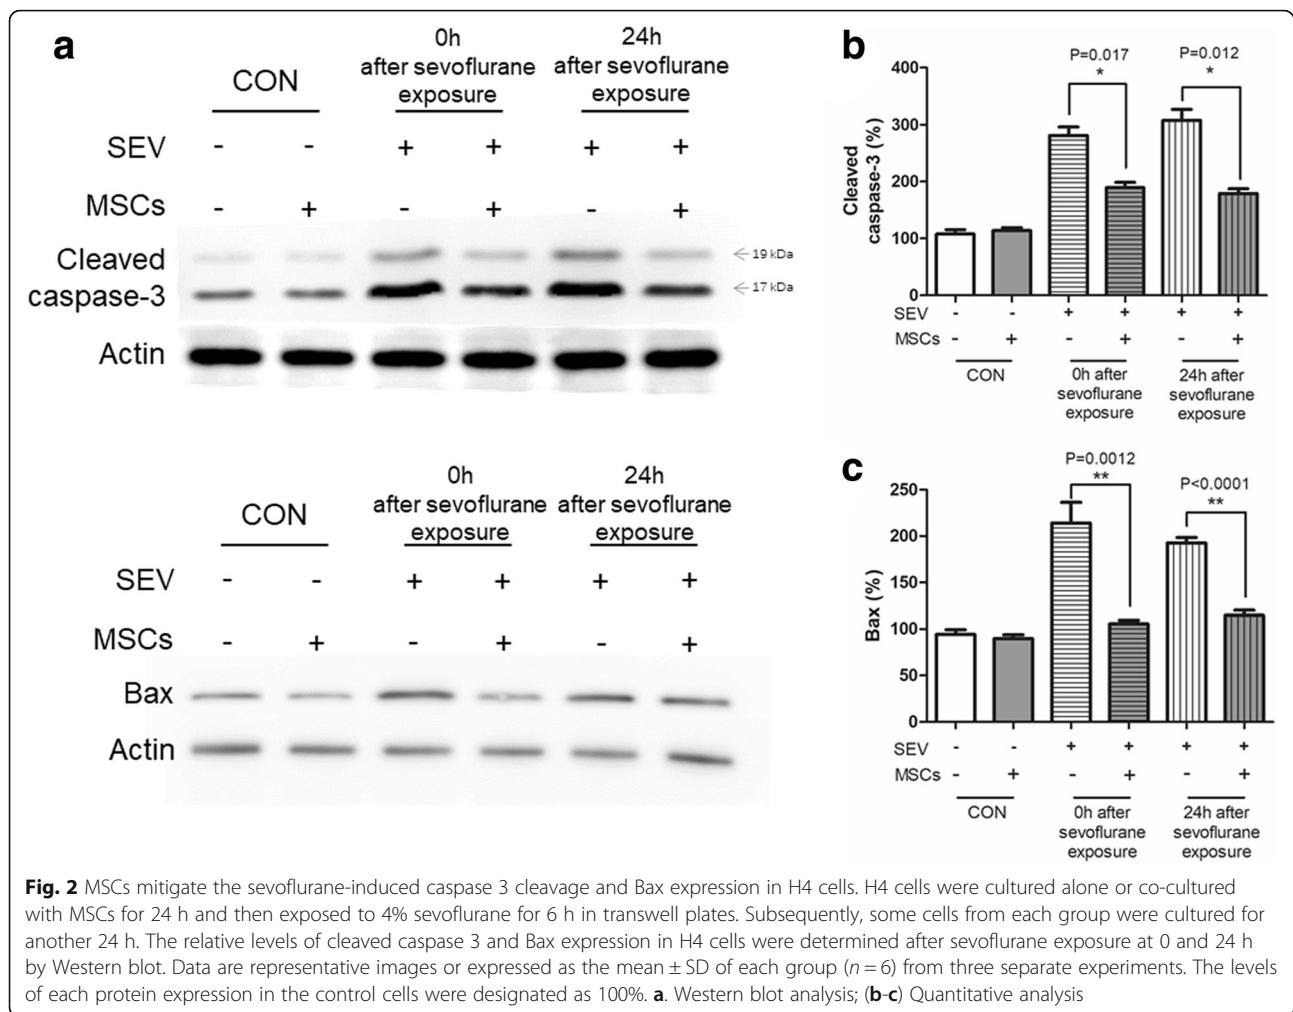 a
CON
0h
after sevoflurane
exposure
24h
after sevoflurane
exposure
SEV - - + + + +
MSCs - + - + - +
Cleaved
caspase-3
19 kDa
17 kDa
Actin
CON
0h
after sevoflurane
exposure
24h
after sevoflurane
exposure
SEV - - + + + +
MSCs - + - + - +
Bax
Actin
b
P=0.017
*
P=0.012
*
Cleaved
caspase-3 (%)
400
300
200
100
0
SEV - - + + + +
MSCs - + - + - +
CON
0h after
sevoflurane
exposure
24h after
sevoflurane
exposure
c
P=0.0012
**
P<0.0001
**
Bax (%)
250
200
150
100
50
0
SEV - - + + + +
MSCs - + - + - +
CON
0h after
sevoflurane
exposure
24h after
sevoflurane
exposure
Fig. 2 MSCs mitigate the sevoflurane-induced caspase 3 cleavage and Bax expression in H4 cells. H4 cells were cultured alone or co-cultured
with MSCs for 24 h and then exposed to 4% sevoflurane for 6 h in transwell plates. Subsequently, some cells from each group were cultured for
another 24 h. The relative levels of cleaved caspase 3 and Bax expression in H4 cells were determined after sevoflurane exposure at 0 and 24 h
by Western blot. Data are representative images or expressed as the mean ± SD of each group (n = 6) from three separate experiments. The levels
of each protein expression in the control cells were designated as 100%. a. Western blot analysis; (b-c) Quantitative analysis